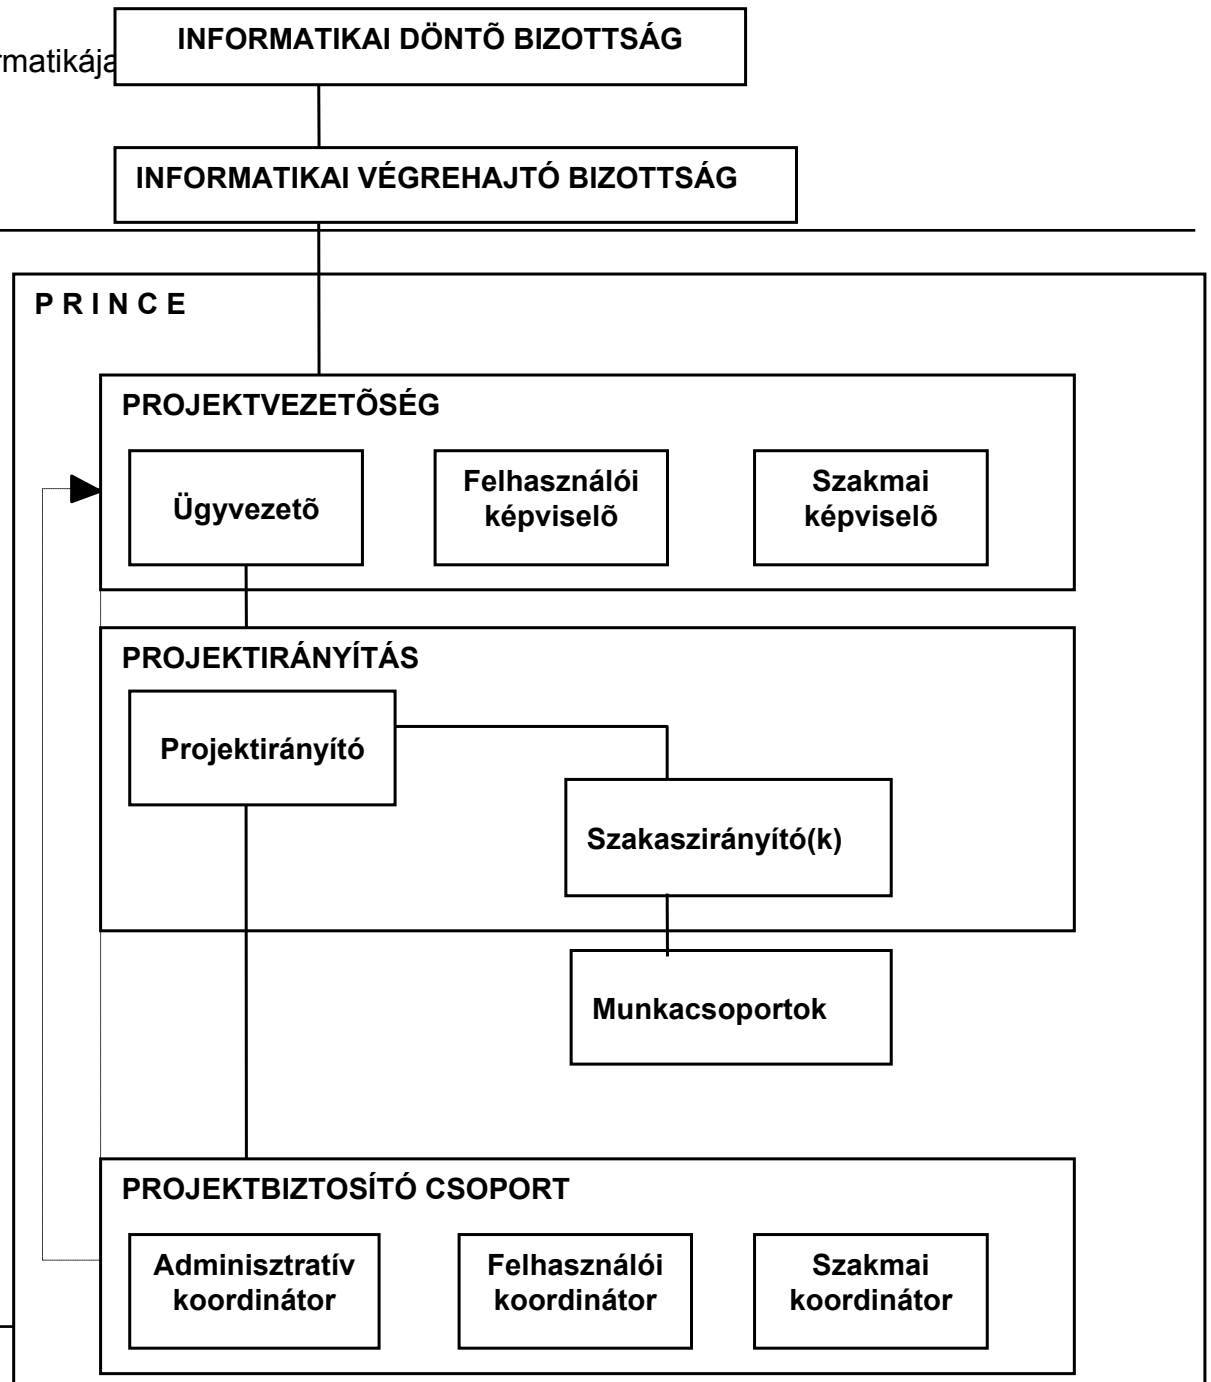 INFORMATIKAI DÖNTÕ BIZOTTSÁG
rmatikája
INFORMATIKAI VÉGREHAJTÓ BIZOTTSÁG
P R I N C E
PROJEKTVEZETÕSÉG
Ügyvezetõ
Felhasználói
képviselõ
Szakmai
képviselõ
PROJEKTIRÁNYÍTÁS
Projektirányító
Szakaszirányító(k)
Munkacsoportok
PROJEKTBIZTOSÍTÓ CSOPORT
Adminisztratív
koordinátor
Felhasználói
koordinátor
Szakmai
koordinátor